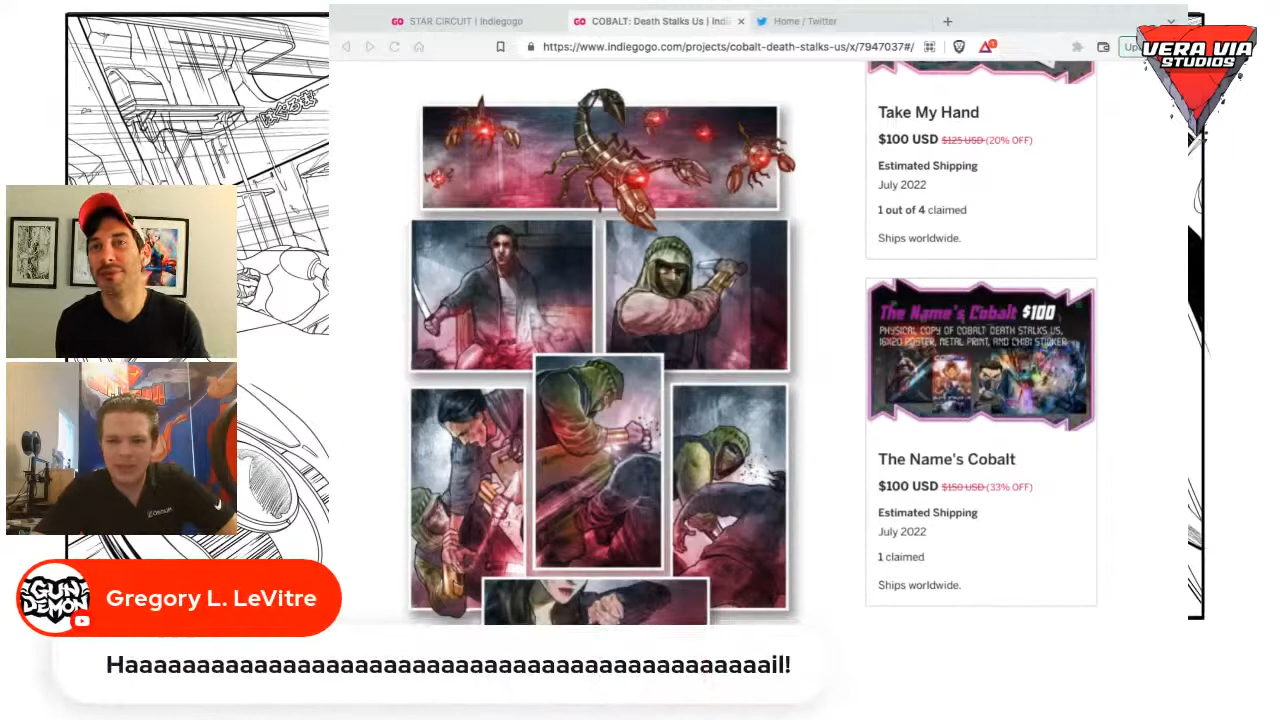 GO STAR CIRCUIT | Indiegogo
GO COBALT: Death Stalks Us | Indi
Home / Twitter
https://www.indiegogo.com/projects/cobalt-death-stalks-us/x/7947037#/
VERA VIA
STUDIOS
Take My Hand
$100 USD $125 USD (20% OFF)
Estimated Shipping
July 2022
1 out of 4 claimed
Ships worldwide.
The Name's Cobalt $100
PHYSICAL COPY OF COBALT: DEATH STALKS US,
16X20 POSTER, METAL PRINT, AND CHIBI STICKER
The Name's Cobalt
$100 USD $150 USD (33% OFF)
Estimated Shipping
July 2022
1 claimed
Ships worldwide.
GUN
DEMON
Gregory L. LeVitre
Haaaaaaaaaaaaaaaaaaaaaaaaaaaaaaaaaaaaaaaaaaaaail!